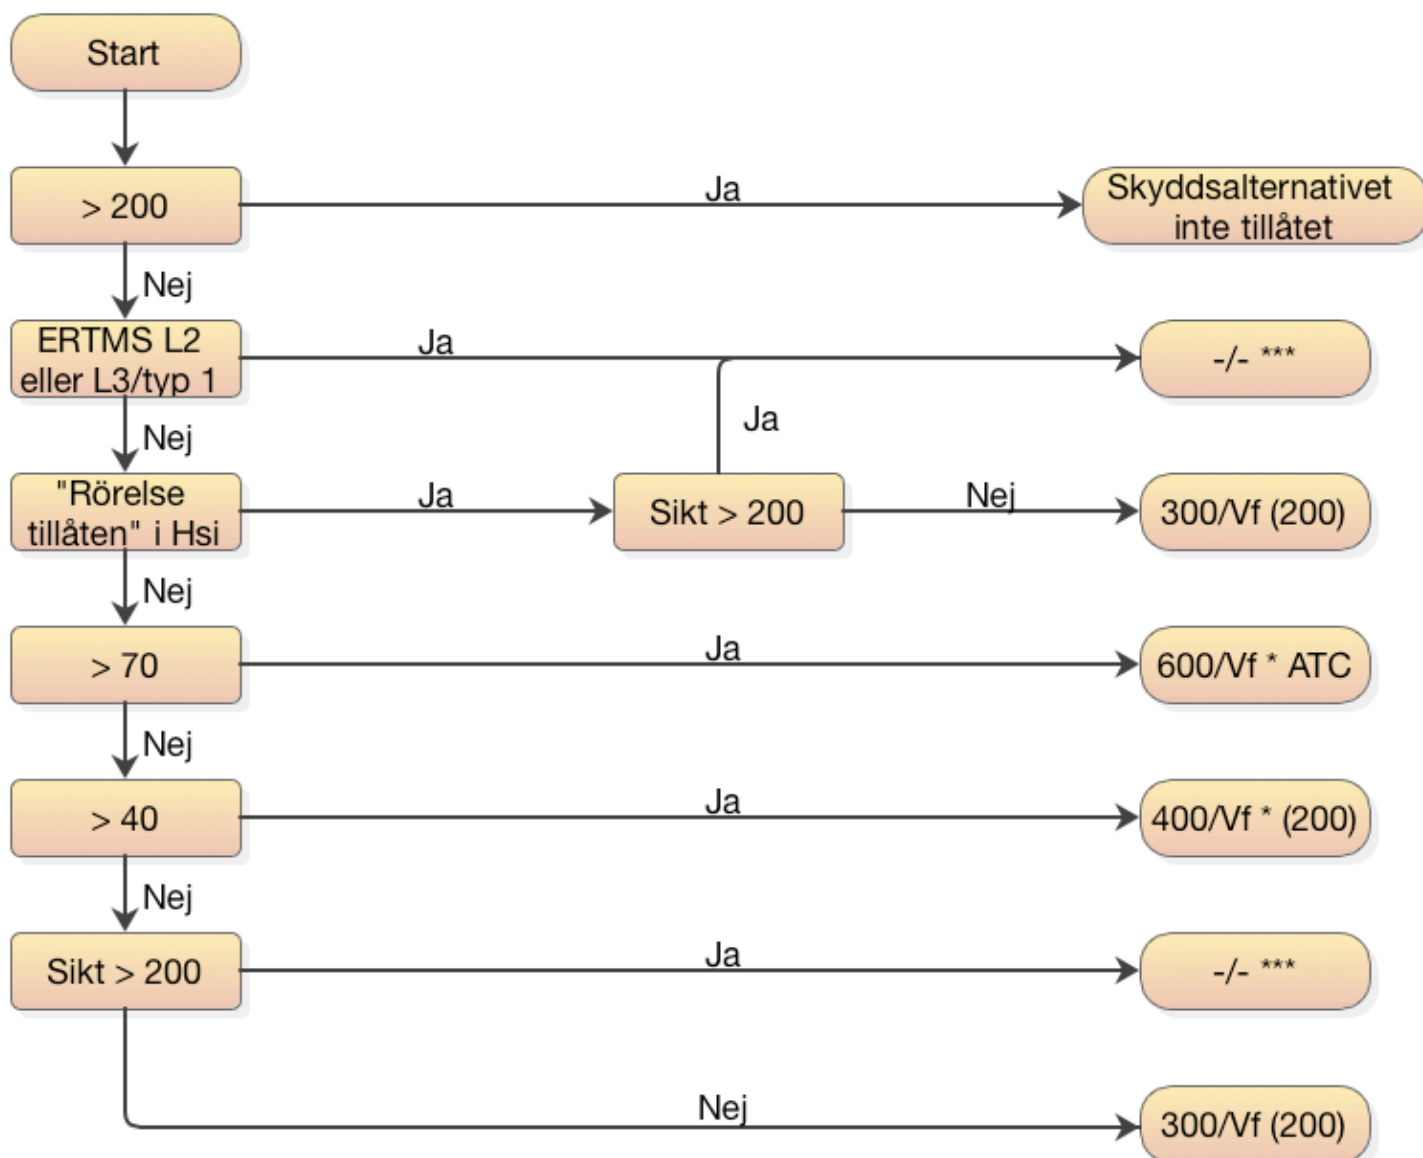 Start
> 200
Ja
Skyddsalternativet
inte tillåtet
Nej
ERTMS L2
eller L3/typ 1
Ja
-/- ***
Nej
Ja
"Rörelse
tillåten" i Hsi
Ja
Sikt > 200
Nej
300/Vf (200)
Nej
> 70
Ja
600/Vf * ATC
Nej
> 40
Ja
400/Vf * (200)
Nej
Sikt > 200
Ja
-/- ***
Nej
300/Vf (200)